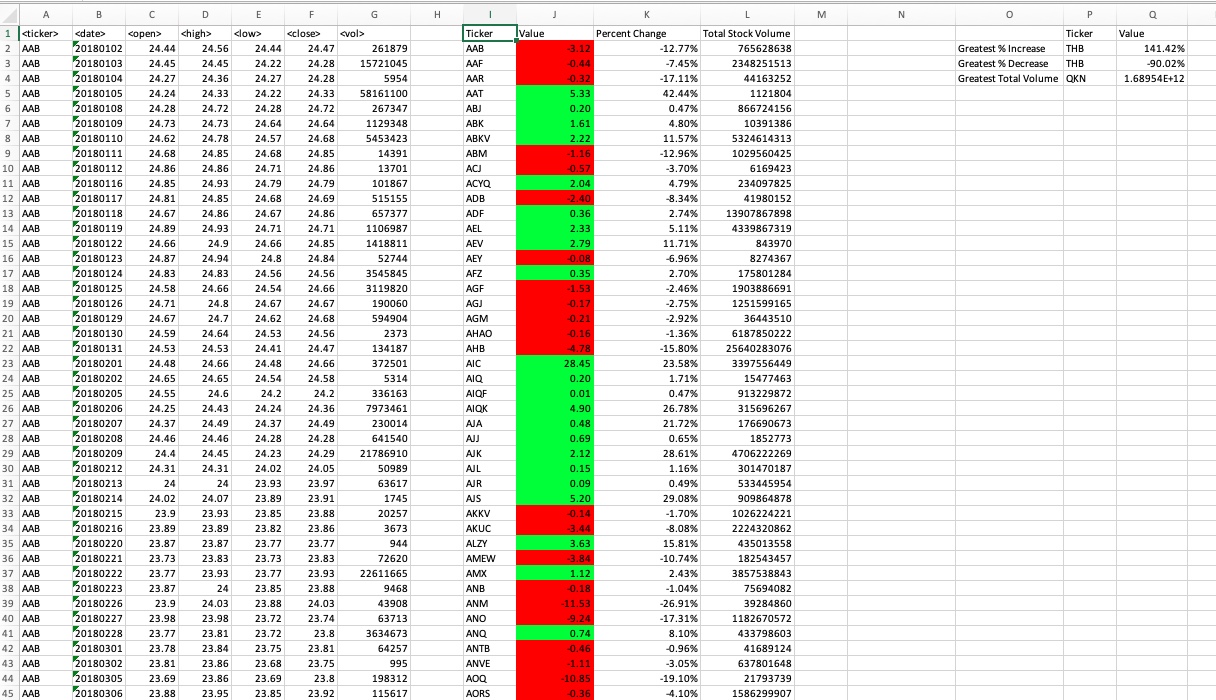 A B C D E F G H I J K L M N O P Q
1 <ticker> <date> <open> <high> <low> <close> <vol> Ticker Value Percent Change Total Stock Volume Ticker Value
2 AAB 20180102 24.44 24.56 24.44 24.47 261879 AAB -3.12 -12.77% 765628638 Greatest % Increase THB 141.42%
3 AAB 20180103 24.45 24.45 24.22 24.28 15721045 AAF -0.44 -7.45% 2348251513 Greatest % Decrease THB -90.02%
4 AAB 20180104 24.27 24.36 24.27 24.28 5954 AAR -0.32 -17.11% 44163252 Greatest Total Volume QKN 1.68954E+12
5 AAB 20180105 24.24 24.33 24.22 24.33 58161100 AAT 5.33 42.44% 1121804
6 AAB 20180108 24.28 24.72 24.28 24.72 267347 ABJ 0.20 0.47% 866724156
7 AAB 20180109 24.73 24.73 24.64 24.64 1129348 ABK 1.61 4.80% 10391386
8 AAB 20180110 24.62 24.78 24.57 24.68 5453423 ABKV 2.22 11.57% 5324614313
9 AAB 20180111 24.68 24.85 24.68 24.85 14391 ABM -1.16 -12.96% 1029560425
10 AAB 20180112 24.86 24.86 24.71 24.86 13701 ACJ -0.57 -3.70% 6169423
11 AAB 20180116 24.85 24.93 24.79 24.79 101867 ACYQ 2.04 4.79% 234097825
12 AAB 20180117 24.81 24.85 24.68 24.69 515155 ADB -2.40 -8.34% 41980152
13 AAB 20180118 24.67 24.86 24.67 24.86 657377 ADF 0.36 2.74% 13907867898
14 AAB 20180119 24.89 24.93 24.71 24.71 1106987 AEL 2.33 5.11% 4339867319
15 AAB 20180122 24.66 24.9 24.66 24.85 1418811 AEV 2.79 11.71% 843970
16 AAB 20180123 24.87 24.94 24.8 24.84 52744 AEY -0.08 -6.96% 8274367
17 AAB 20180124 24.83 24.83 24.56 24.56 3545845 AFZ 0.35 2.70% 175801284
18 AAB 20180125 24.58 24.66 24.54 24.66 3119820 AGF -1.53 -2.46% 1903886691
19 AAB 20180126 24.71 24.8 24.67 24.67 190060 AGJ -0.17 -2.75% 1251599165
20 AAB 20180129 24.67 24.7 24.62 24.68 594904 AGM -0.21 -2.92% 36443510
21 AAB 20180130 24.59 24.64 24.53 24.56 2373 AHAO -0.16 -1.36% 6187850222
22 AAB 20180131 24.53 24.53 24.41 24.47 134187 AHB -4.78 -15.80% 25640283076
23 AAB 20180201 24.48 24.66 24.48 24.66 372501 AIC 28.45 23.58% 3397556449
24 AAB 20180202 24.65 24.65 24.54 24.58 5314 AIQ 0.20 1.71% 15477463
25 AAB 20180205 24.55 24.6 24.2 24.2 336163 AIQF 0.01 0.47% 913229872
26 AAB 20180206 24.25 24.43 24.24 24.36 7973461 AIQK 4.90 26.78% 315696267
27 AAB 20180207 24.37 24.49 24.37 24.49 230014 AJA 0.48 21.72% 176690673
28 AAB 20180208 24.46 24.46 24.28 24.28 641540 AJJ 0.69 0.65% 1852773
29 AAB 20180209 24.4 24.45 24.23 24.29 21786910 AJK 2.12 28.61% 4706222269
30 AAB 20180212 24.31 24.31 24.02 24.05 50989 AJL 0.15 1.16% 301470187
31 AAB 20180213 24 24 23.93 23.97 63617 AJR 0.09 0.49% 533445954
32 AAB 20180214 24.02 24.07 23.89 23.91 1745 AJS 5.20 29.08% 909864878
33 AAB 20180215 23.9 23.93 23.85 23.88 20257 AKKV -0.14 -1.70% 1026224221
34 AAB 20180216 23.89 23.89 23.82 23.86 3673 AKUC -3.44 -8.08% 2224320862
35 AAB 20180220 23.87 23.87 23.77 23.77 944 ALZY 3.63 15.81% 435013558
36 AAB 20180221 23.73 23.83 23.73 23.83 72620 AMEW -3.84 -10.74% 182543457
37 AAB 20180222 23.77 23.93 23.77 23.93 22611665 AMX 1.12 2.43% 3857538843
38 AAB 20180223 23.87 24 23.85 23.88 9468 ANB -0.18 -1.04% 75694082
39 AAB 20180226 23.9 24.03 23.88 24.03 43908 ANM -11.53 -26.91% 39284860
40 AAB 20180227 23.98 23.98 23.72 23.74 63713 ANO -9.24 -17.31% 1182670572
41 AAB 20180228 23.77 23.81 23.72 23.8 3634673 ANQ 0.74 8.10% 433798603
42 AAB 20180301 23.78 23.84 23.75 23.81 64257 ANTB -0.46 -0.96% 41689124
43 AAB 20180302 23.81 23.86 23.68 23.75 995 ANVE -1.11 -3.05% 637801648
44 AAB 20180305 23.69 23.86 23.69 23.8 198312 AOQ -10.85 -19.10% 21793739
45 AAB 20180306 23.88 23.95 23.85 23.92 115617 AORS -0.36 -4.10% 1586299907